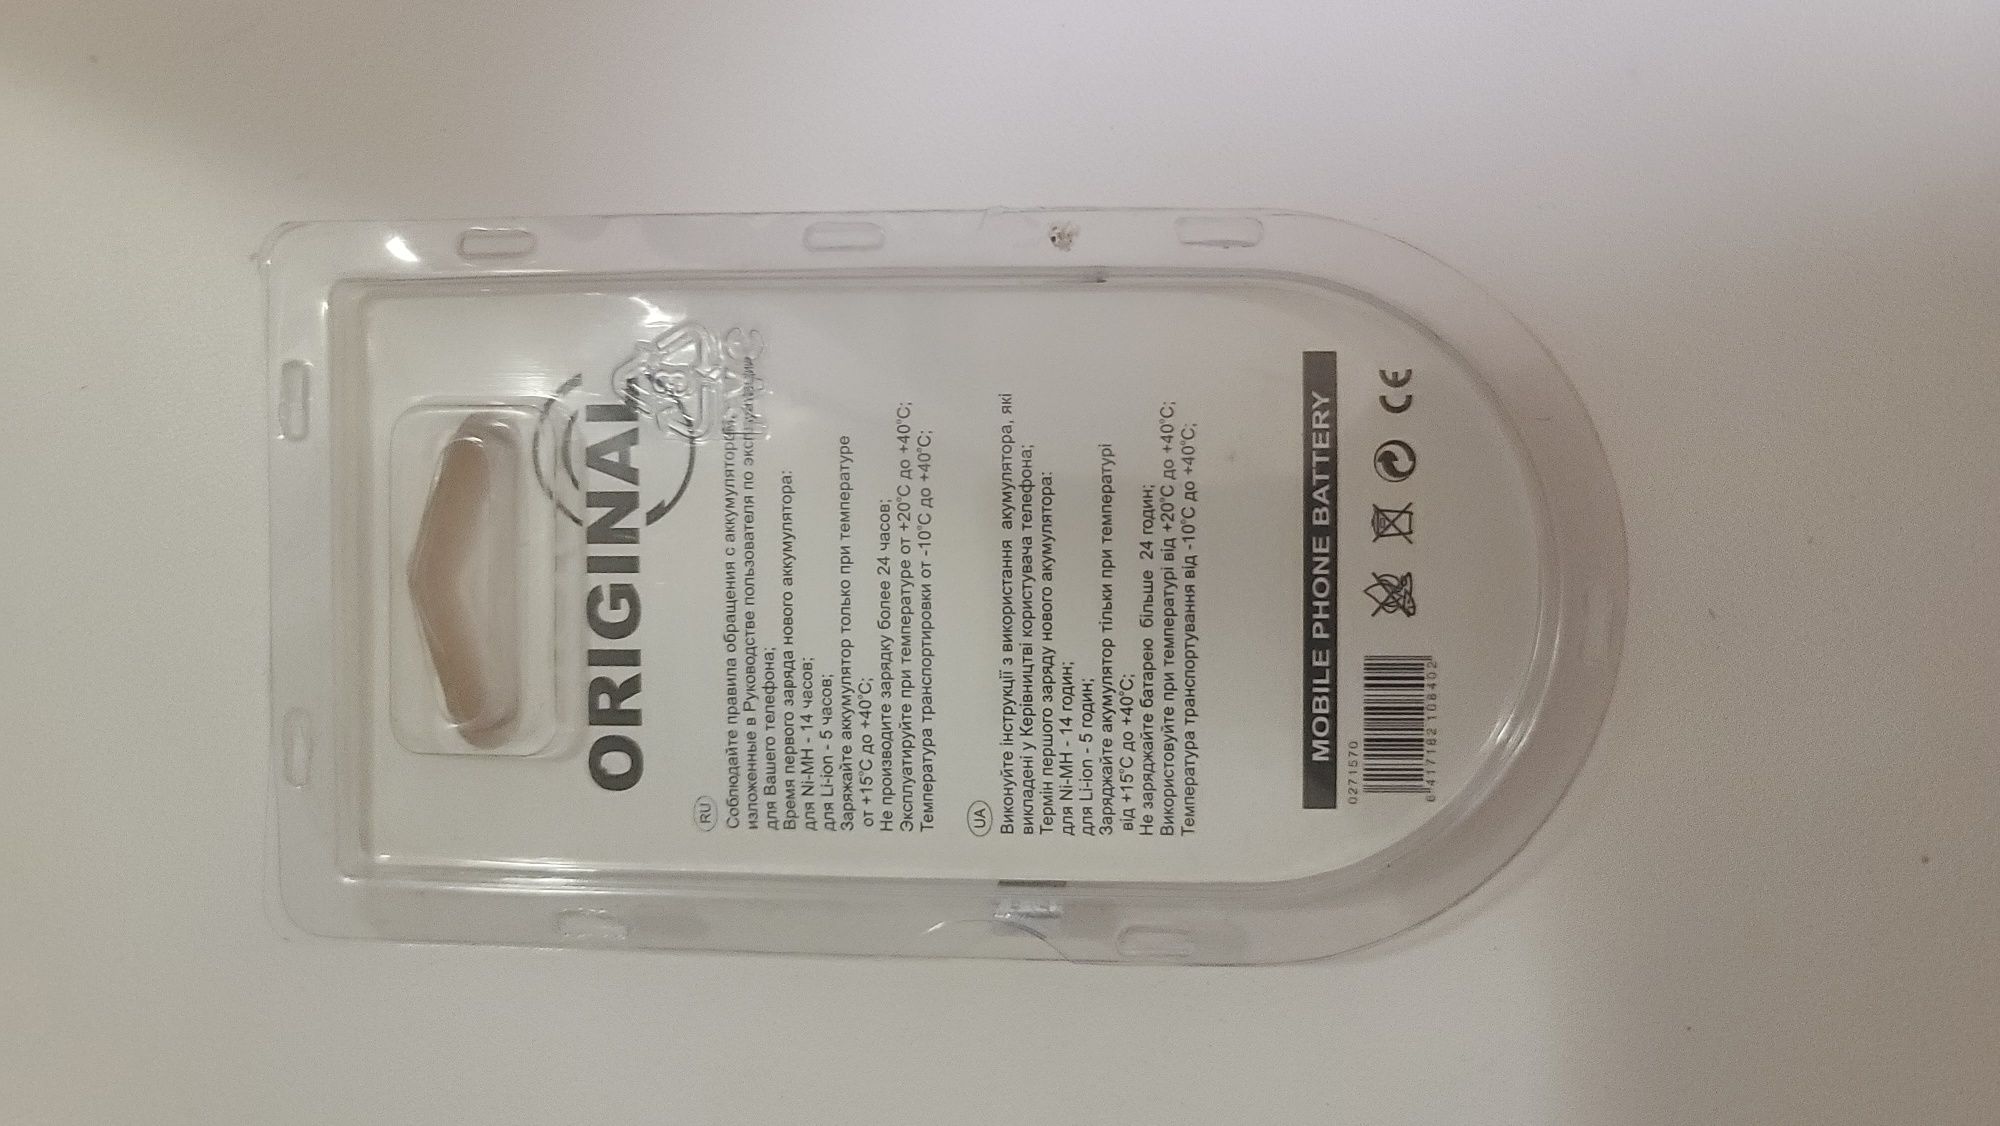 ORIGINAL
RU
Соблюдайте правила обращения с аккумулятором,
изложенные в Руководстве пользователя по эксплуатации
для Вашего телефона;
Время первого заряда нового аккумулятора:
для Ni-MH - 14 часов;
для Li-ion - 5 часов;
Заряжайте аккумулятор только при температуре
от +15°C до +40°C;
Не производите зарядку более 24 часов;
Эксплуатируйте при температуре от +20°C до +40°C;
Температура транспортировки от -10°C до +40°C;
UA
Виконуйте інструкції з використання акумулятора, які
викладені у Керівництві користувача телефона;
Термін першого заряду нового акумулятора:
для Ni-MH - 14 годин;
для Li-ion - 5 годин;
Заряджайте акумулятор тільки при температурі
від +15°C до +40°C;
Не заряджайте батарею більше 24 годин;
Використовуйте при температурі від +20°C до +40°C;
Температура транспортування від -10°C до +40°C;
MOBILE PHONE BATTERY
0271570
6417182108402
CE